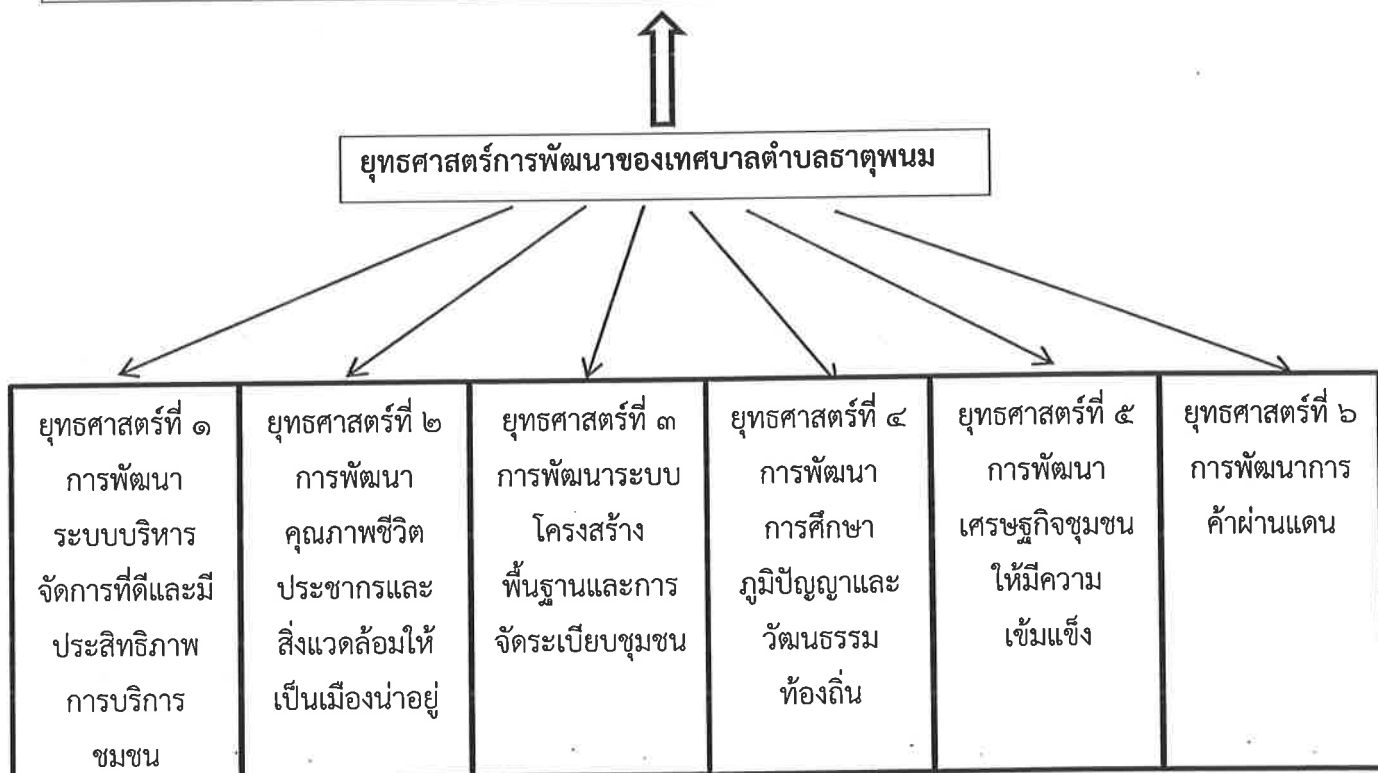 ยุทธศาสตร์การพัฒนาของเทศบาลตำบลธาตุพนม
ยุทธศาสตร์ที่ ๑
การพัฒนา
ระบบบริหาร
จัดการที่ดีและมี
ประสิทธิภาพ
การบริการ
ชุมชน
ยุทธศาสตร์ที่ ๒
การพัฒนา
คุณภาพชีวิต
ประชากรและ
สิ่งแวดล้อมให้
เป็นเมืองน่าอยู่
ยุทธศาสตร์ที่ ๓
การพัฒนาระบบ
โครงสร้าง
พื้นฐานและการ
จัดระเบียบชุมชน
ยุทธศาสตร์ที่ ๔
การพัฒนา
การศึกษา
ภูมิปัญญาและ
วัฒนธรรม
ท้องถิ่น
ยุทธศาสตร์ที่ ๕
การพัฒนา
เศรษฐกิจชุมชน
ให้มีความ
เข้มแข็ง
ยุทธศาสตร์ที่ ๖
การพัฒนาการ
ค้าผ่านแดน